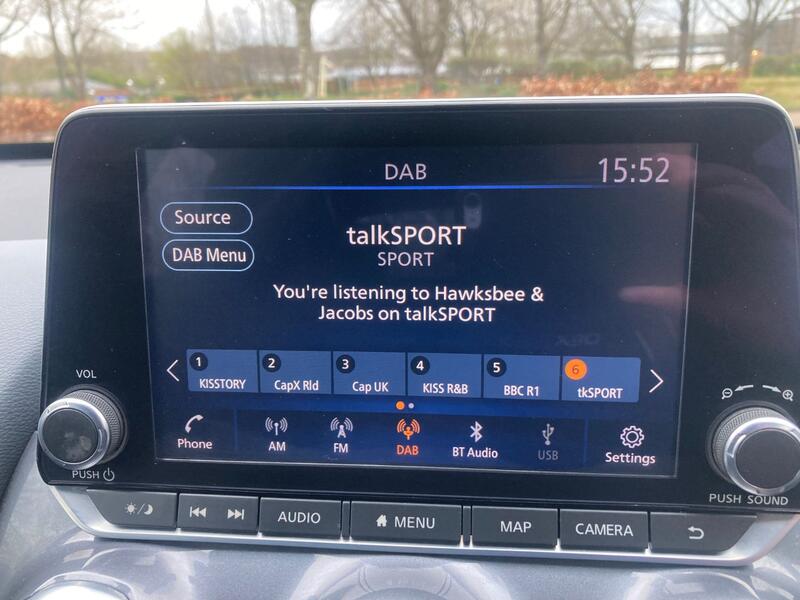 DAB
15:52
Source
DAB Menu
talkSPORT
SPORT
You're listening to Hawksbee &
Jacobs on talkSPORT
1 2 3 4 5 6
KISSTORY CapX Rld Cap UK KISS R&B BBC R1 tkSPORT
Phone AM FM DAB BT Audio USB Settings
VOL
PUSH
PUSH SOUND
AUDIO MENU MAP CAMERA